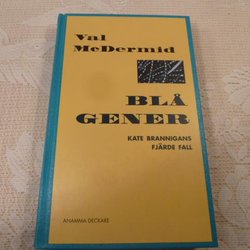 Val
McDermid
BLÅ
GENER
KATE BRANNIGANS
FJÄRDE FALL
ANAMMA DECKARE